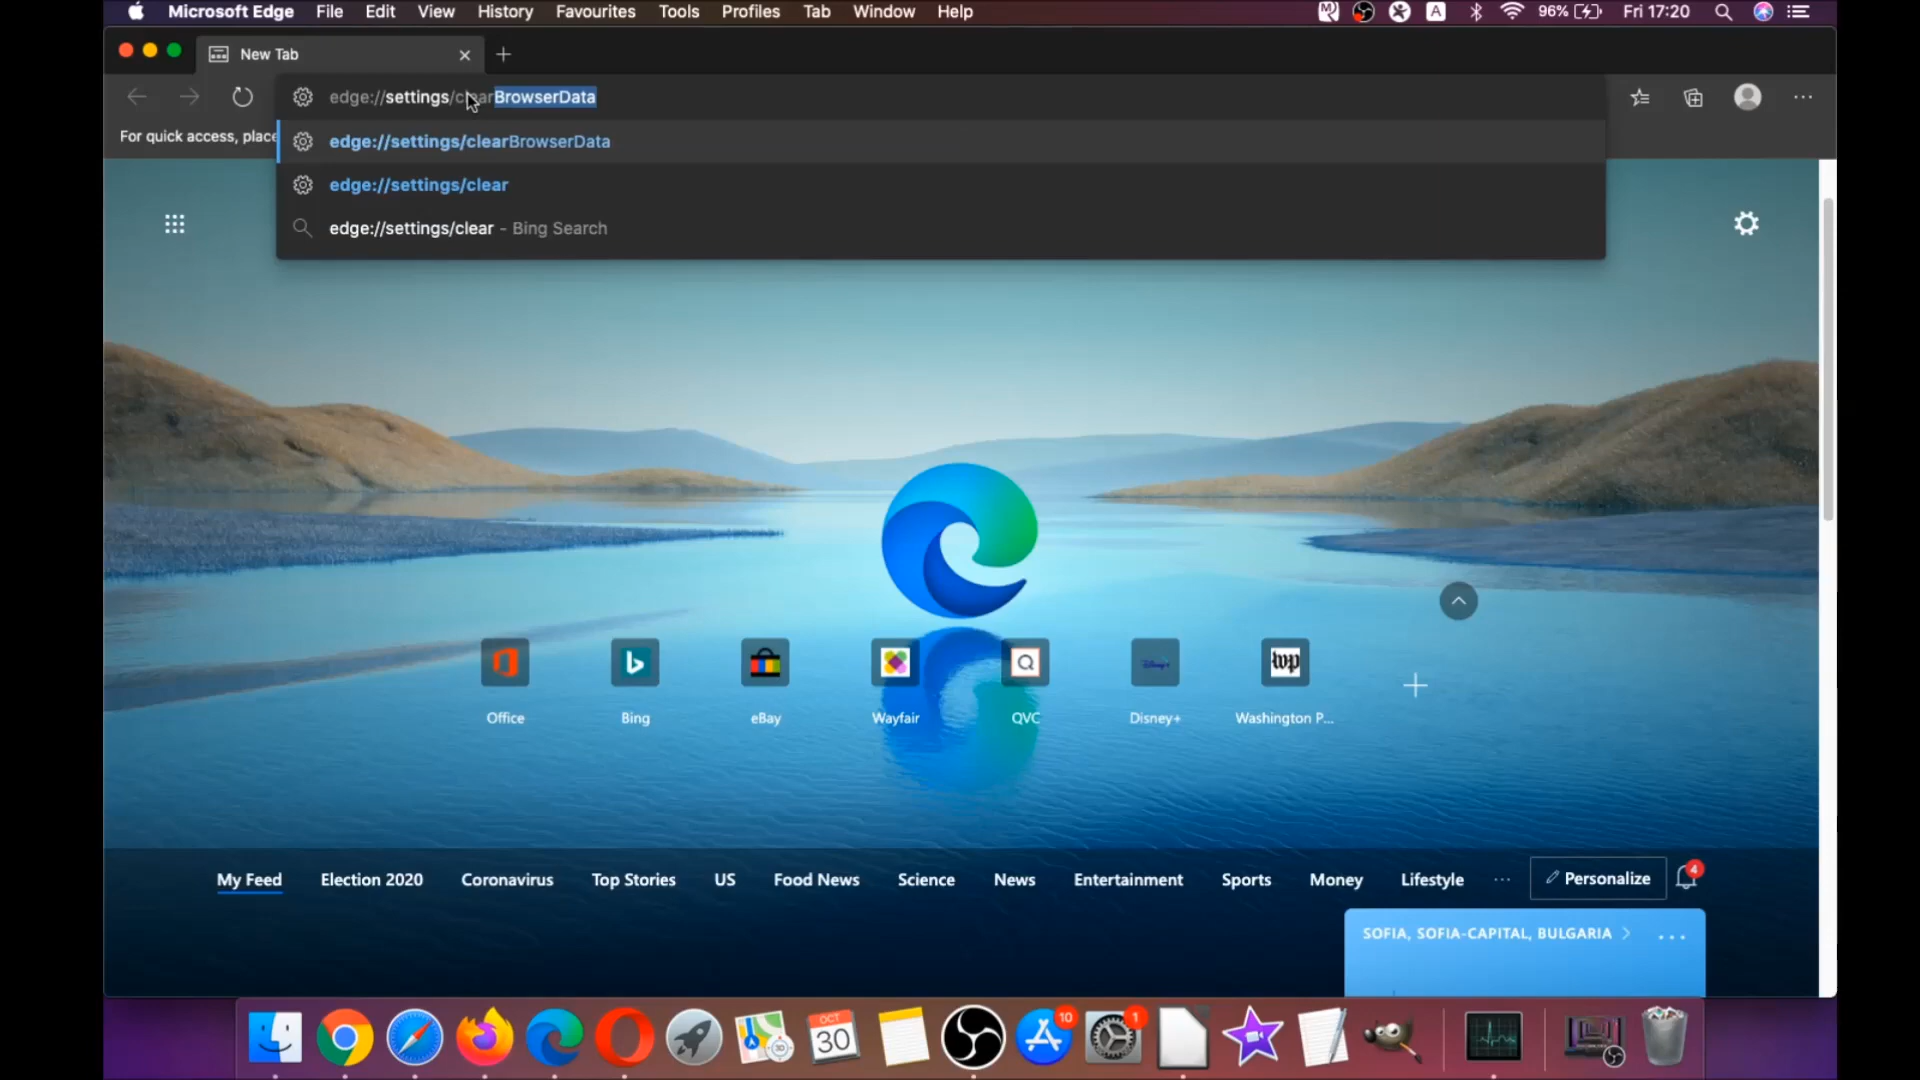 Microsoft Edge File Edit View History Favourites Tools Profiles Tab Window Help A 96% Fri 17:20
New Tab
edge://settings/clearBrowserData
For quick access, place
edge://settings/clearBrowserData
edge://settings/clear
edge://settings/clear - Bing Search
wp
Office Bing eBay Wayfair QVC Disney+ Washington P...
My Feed Election 2020 Coronavirus Top Stories US Food News Science News Entertainment Sports Money Lifestyle ... Personalize 4
SOFIA, SOFIA-CAPITAL, BULGARIA
OCT 10 1
30